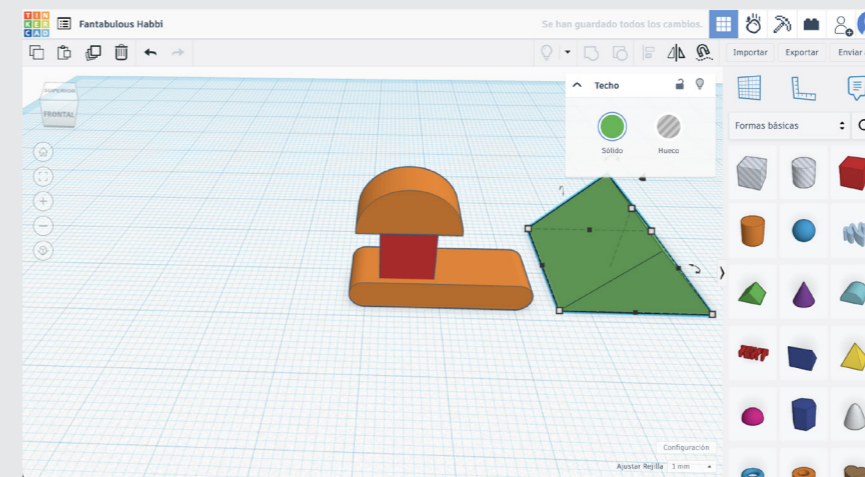 TIN
KER
CAD
Fantabulous Habbi
Se han guardado todos los cambios.
Importar
Exportar
Enviar
Techo
Sólido
Hueco
FRONTAL
Formas básicas
Configuración
Ajustar Rejilla
1 mm